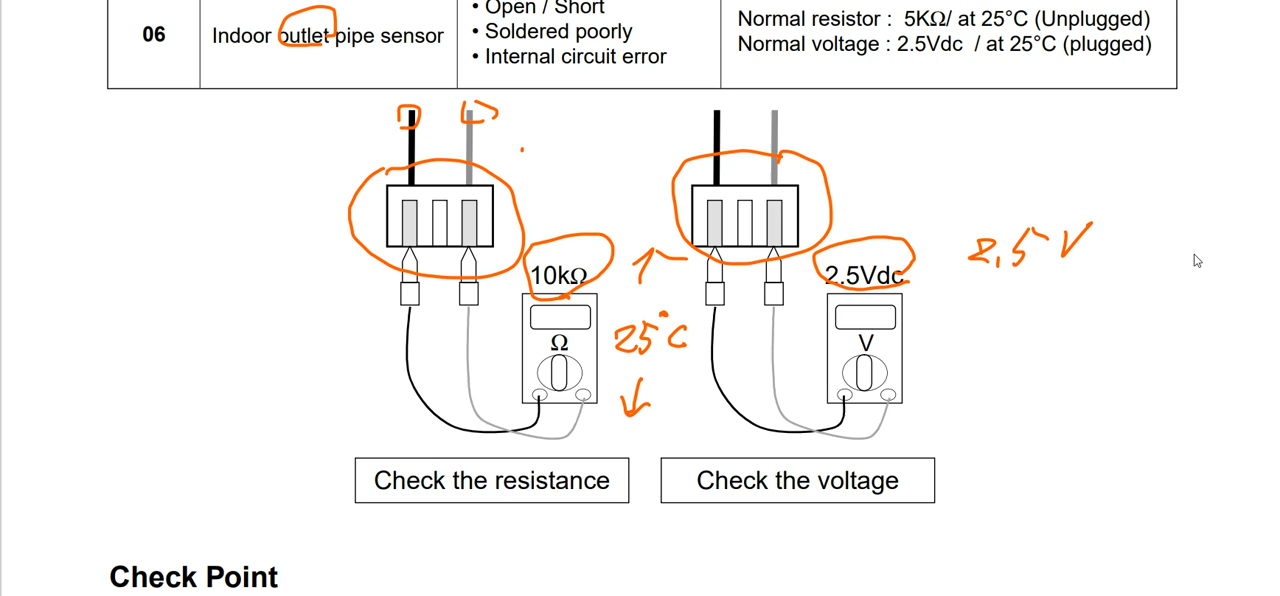 • Open / Short
Normal resistor : 5KΩ/ at 25°C (Unplugged)
06
Indoor outlet pipe sensor
• Soldered poorly
Normal voltage : 2.5Vdc / at 25°C (plugged)
• Internal circuit error
2,5 V
10kΩ
2.5Vdc
25°C
Ω
V
Check the resistance
Check the voltage
Check Point